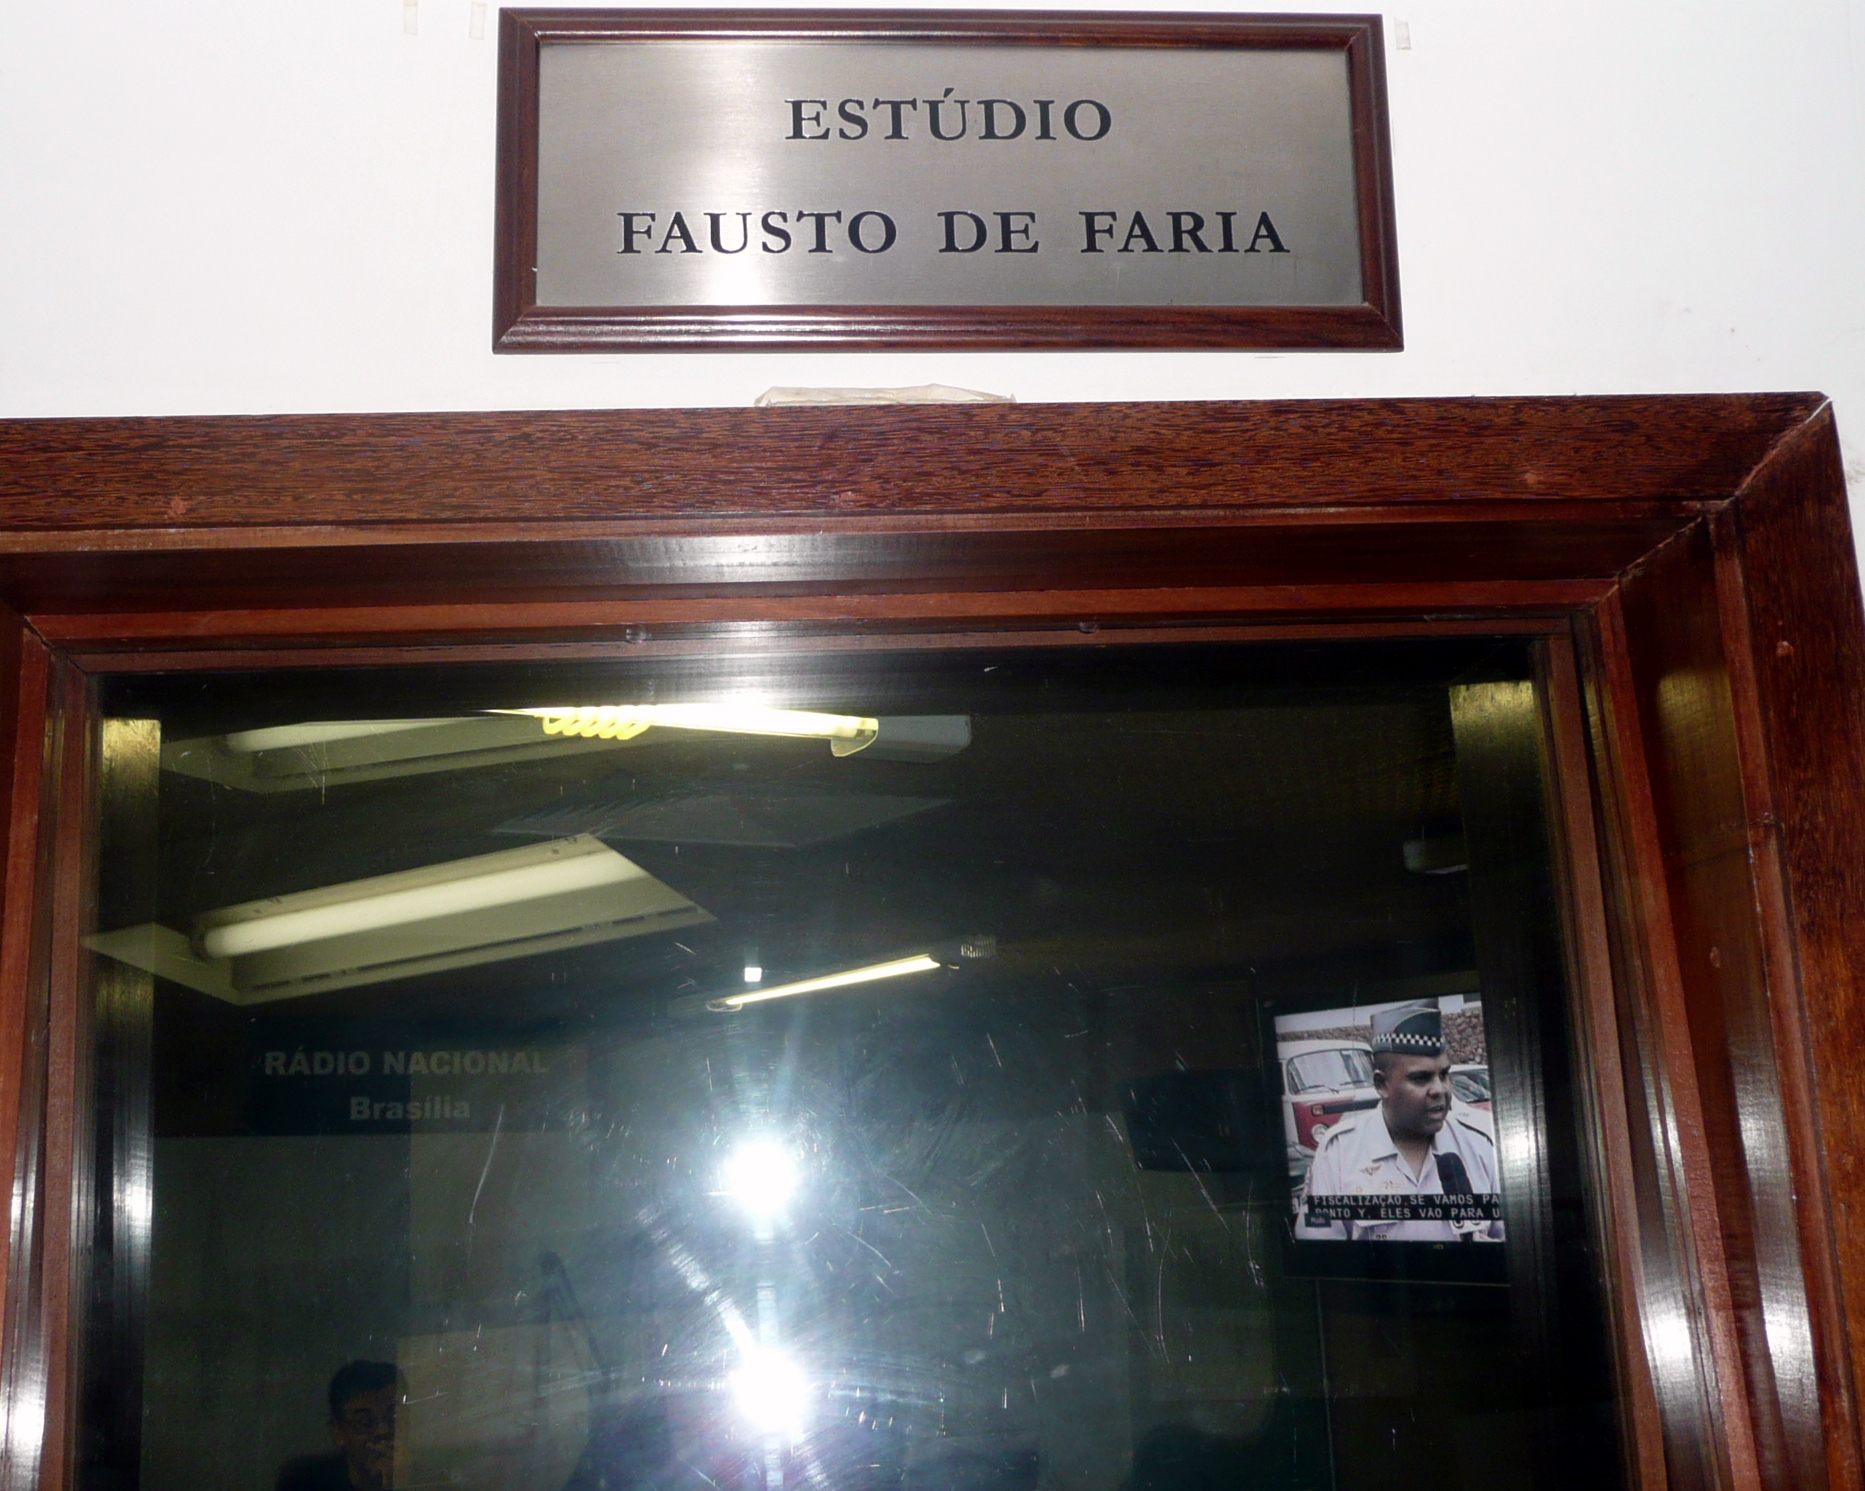 ESTÚDIO
FAUSTO DE FARIA
RÁDIO NACIONAL
Brasília
FISCALIZAÇÃO.SE VAMOS PA
PONTO Y, ELES VÃO PARA U